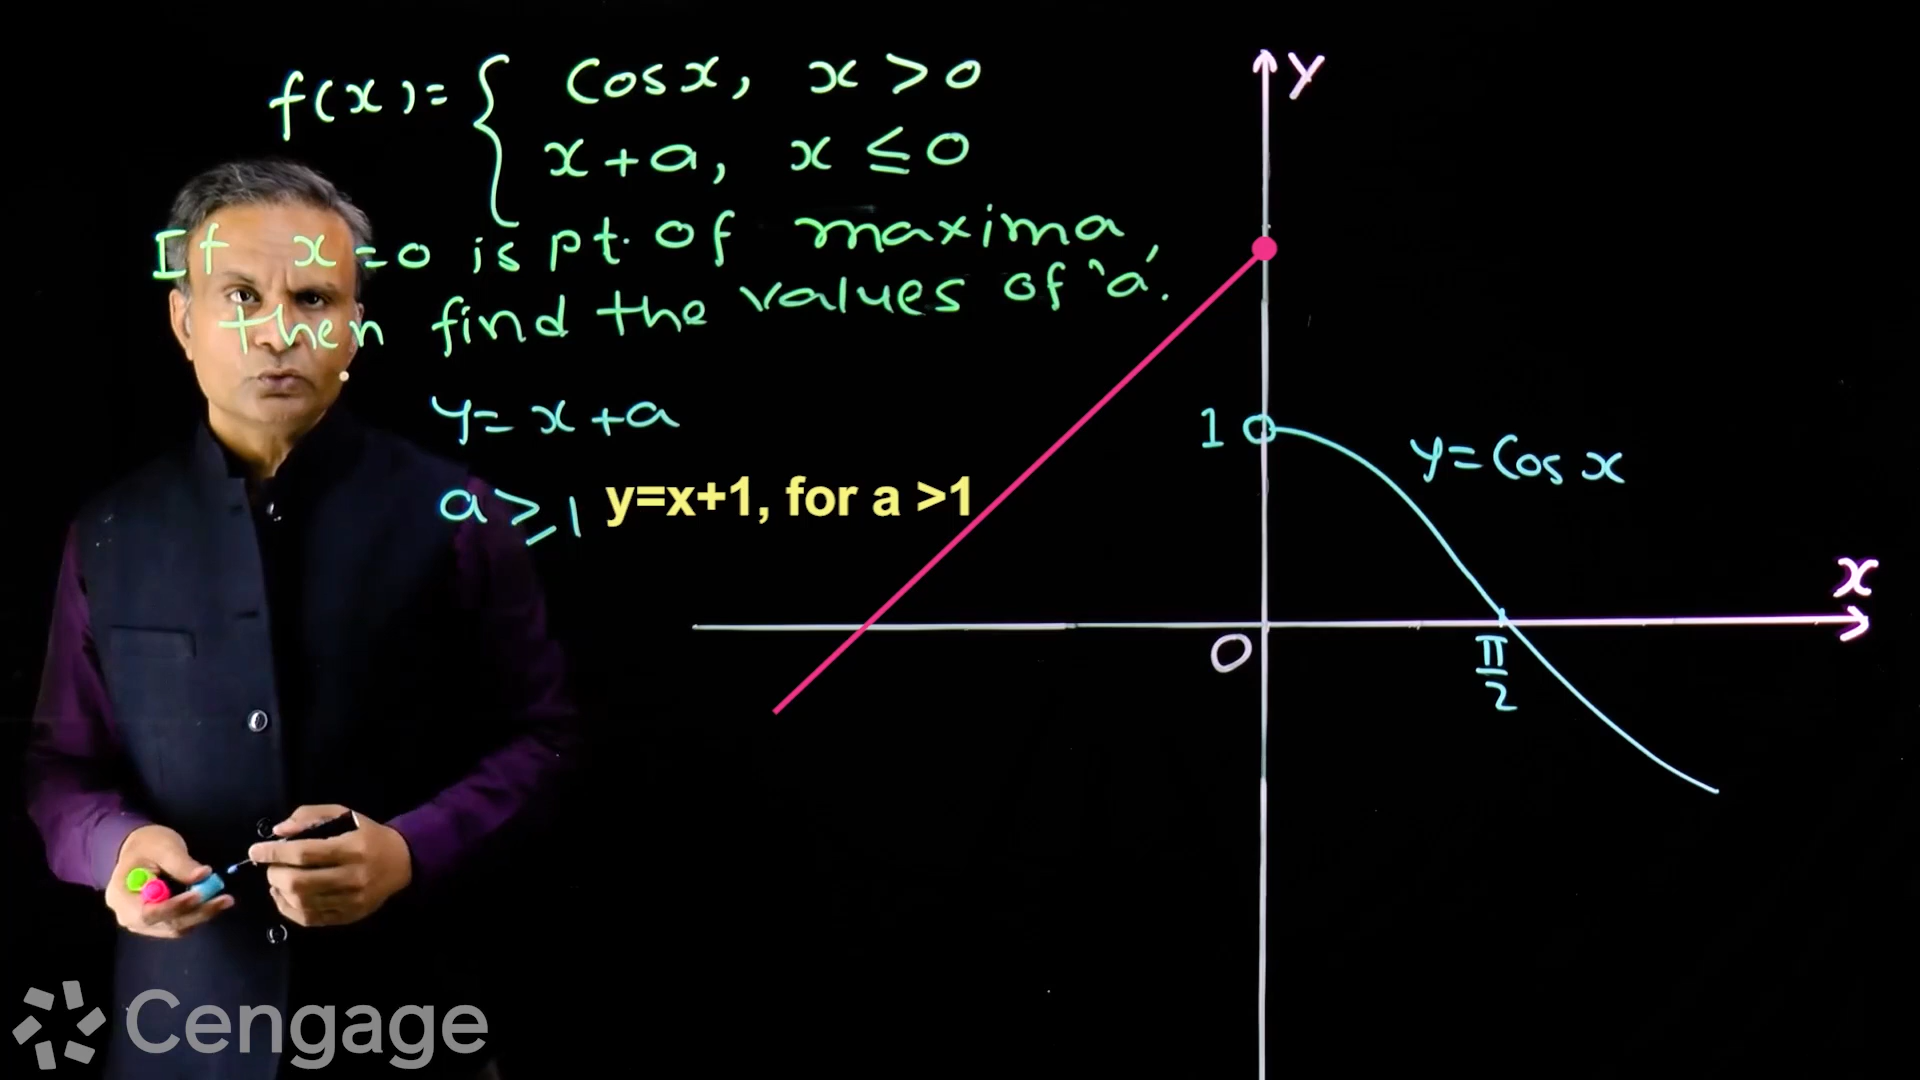 f(x) = { cos x, x > 0
x + a, x ≤ 0
If x = 0 is pt. of maxima,
then find the values of 'a'.
y = x + a
a ≥ 1
y=x+1, for a >1
y
1
y = cos x
x
O
π/2
Cengage